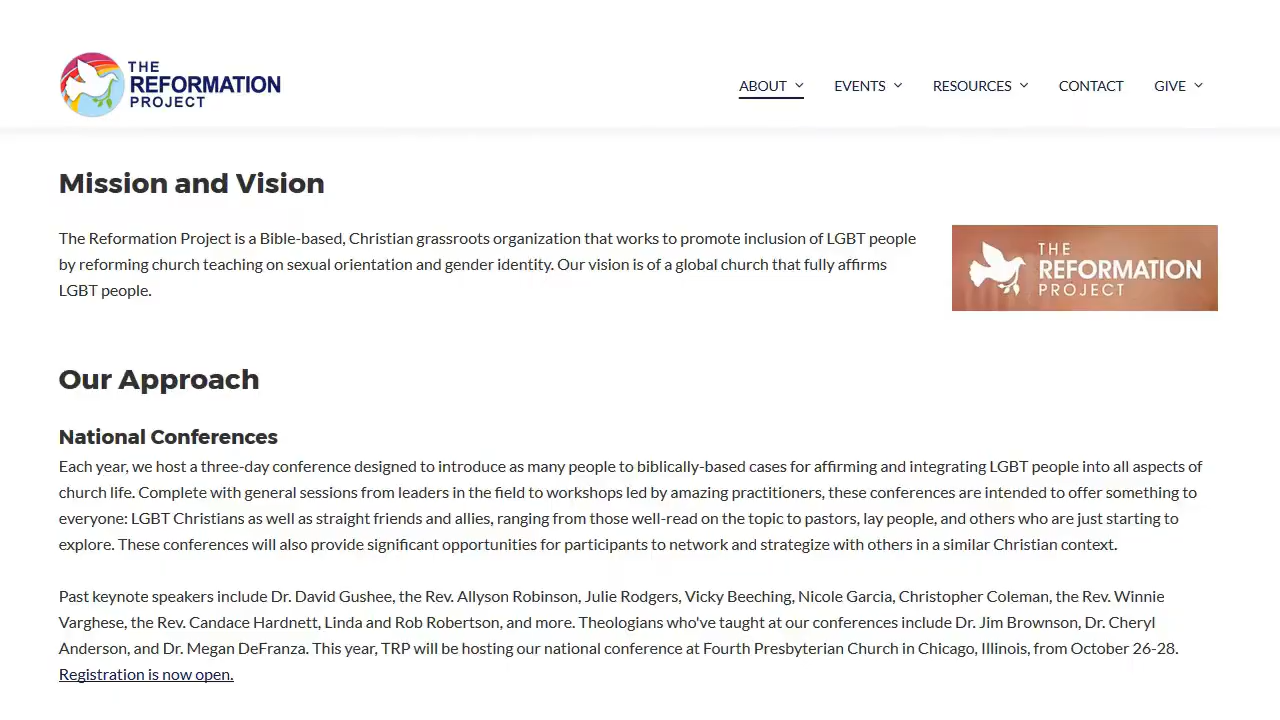 THE
REFORMATION
PROJECT
ABOUT EVENTS RESOURCES CONTACT GIVE
Mission and Vision
The Reformation Project is a Bible-based, Christian grassroots organization that works to promote inclusion of LGBT people
by reforming church teaching on sexual orientation and gender identity. Our vision is of a global church that fully affirms
LGBT people.
THE
REFORMATION
PROJECT
Our Approach
National Conferences
Each year, we host a three-day conference designed to introduce as many people to biblically-based cases for affirming and integrating LGBT people into all aspects of
church life. Complete with general sessions from leaders in the field to workshops led by amazing practitioners, these conferences are intended to offer something to
everyone: LGBT Christians as well as straight friends and allies, ranging from those well-read on the topic to pastors, lay people, and others who are just starting to
explore. These conferences will also provide significant opportunities for participants to network and strategize with others in a similar Christian context.
Past keynote speakers include Dr. David Gushee, the Rev. Allyson Robinson, Julie Rodgers, Vicky Beeching, Nicole Garcia, Christopher Coleman, the Rev. Winnie
Varghese, the Rev. Candace Hardnett, Linda and Rob Robertson, and more. Theologians who've taught at our conferences include Dr. Jim Brownson, Dr. Cheryl
Anderson, and Dr. Megan DeFranza. This year, TRP will be hosting our national conference at Fourth Presbyterian Church in Chicago, Illinois, from October 26-28.
Registration is now open.